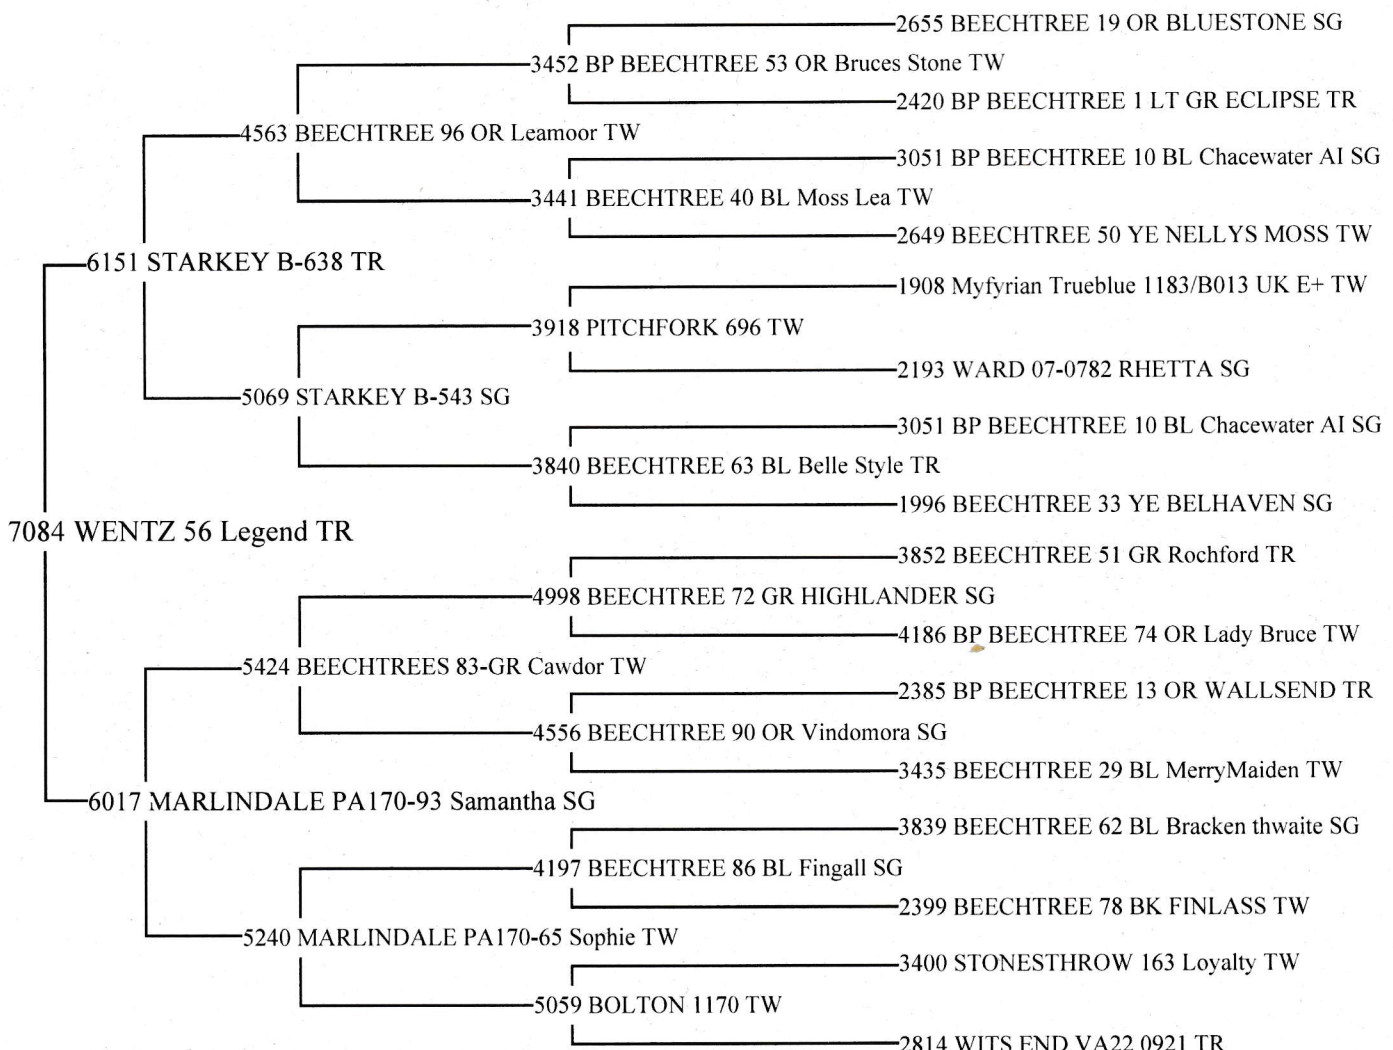 2655 BEECHTREE 19 OR BLUESTONE SG
3452 BP BEECHTREE 53 OR Bruces Stone TW
2420 BP BEECHTREE 1 LT GR ECLIPSE TR
4563 BEECHTREE 96 OR Leamoor TW
3051 BP BEECHTREE 10 BL Chacewater AI SG
3441 BEECHTREE 40 BL Moss Lea TW
2649 BEECHTREE 50 YE NELLYS MOSS TW
6151 STARKEY B-638 TR
1908 Myfyrian Trueblue 1183/B013 UK E+ TW
3918 PITCHFORK 696 TW
2193 WARD 07-0782 RHETTA SG
5069 STARKEY B-543 SG
3051 BP BEECHTREE 10 BL Chacewater AI SG
3840 BEECHTREE 63 BL Belle Style TR
1996 BEECHTREE 33 YE BELHAVEN SG
7084 WENTZ 56 Legend TR
3852 BEECHTREE 51 GR Rochford TR
4998 BEECHTREE 72 GR HIGHLANDER SG
4186 BP BEECHTREE 74 OR Lady Bruce TW
5424 BEECHTREES 83-GR Cawdor TW
2385 BP BEECHTREE 13 OR WALLSEND TR
4556 BEECHTREE 90 OR Vindomora SG
3435 BEECHTREE 29 BL MerryMaiden TW
6017 MARLINDALE PA170-93 Samantha SG
3839 BEECHTREE 62 BL Bracken thwaite SG
4197 BEECHTREE 86 BL Fingall SG
2399 BEECHTREE 78 BK FINLASS TW
5240 MARLINDALE PA170-65 Sophie TW
3400 STONESTHROW 163 Loyalty TW
5059 BOLTON 1170 TW
2814 WITS END VA22 0921 TR